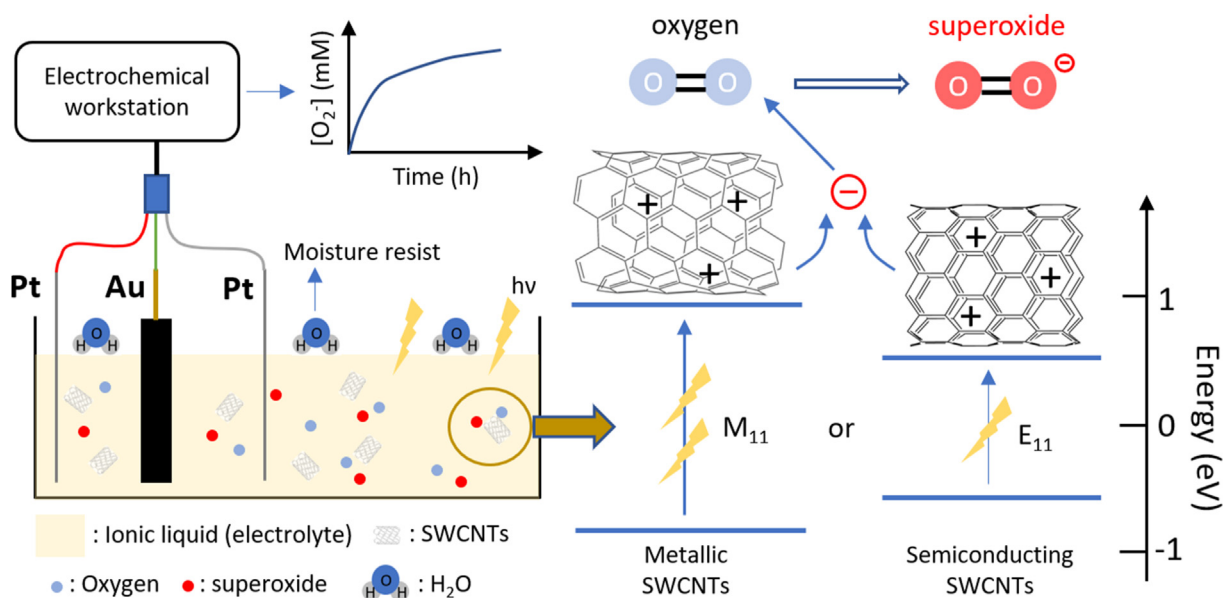 Electrochemical
workstation
[O₂⁻] (mM)
Time (h)
oxygen
superoxide
O O
O O
⊖
Pt
Au
Pt
Moisture resist
hν
O
H H
O
H H
O
H H
+ + +
−
+ + +
M₁₁
or
E₁₁
Energy (eV)
1
0
-1
Metallic
SWCNTs
Semiconducting
SWCNTs
: Ionic liquid (electrolyte)
: SWCNTs
: Oxygen
: superoxide
O
H H
: H₂O